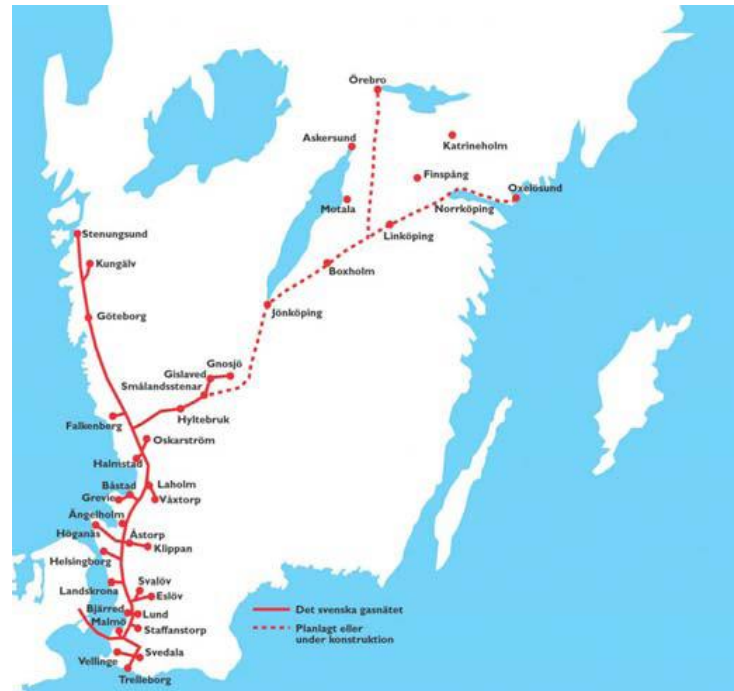 Örebro
Askersund
Katrineholm
Finspång
Motala
Oxelösund
Norrköping
Linköping
Stenungsund
Boxholm
Kungälv
Jönköping
Göteborg
Gnosjö
Gislaved
Smålandsstenar
Hyltebruk
Falkenberg
Oskarström
Halmstad
Båstad
Laholm
Grevie
Våxtorp
Ängelholm
Höganäs
Åstorp
Klippan
Helsingborg
Svalöv
Landskrona
Eslöv
Bjärred
Lund
Malmö
Staffanstorp
Svedala
Vellinge
Trelleborg
Det svenska gasnätet
Planlagt eller
under konstruktion